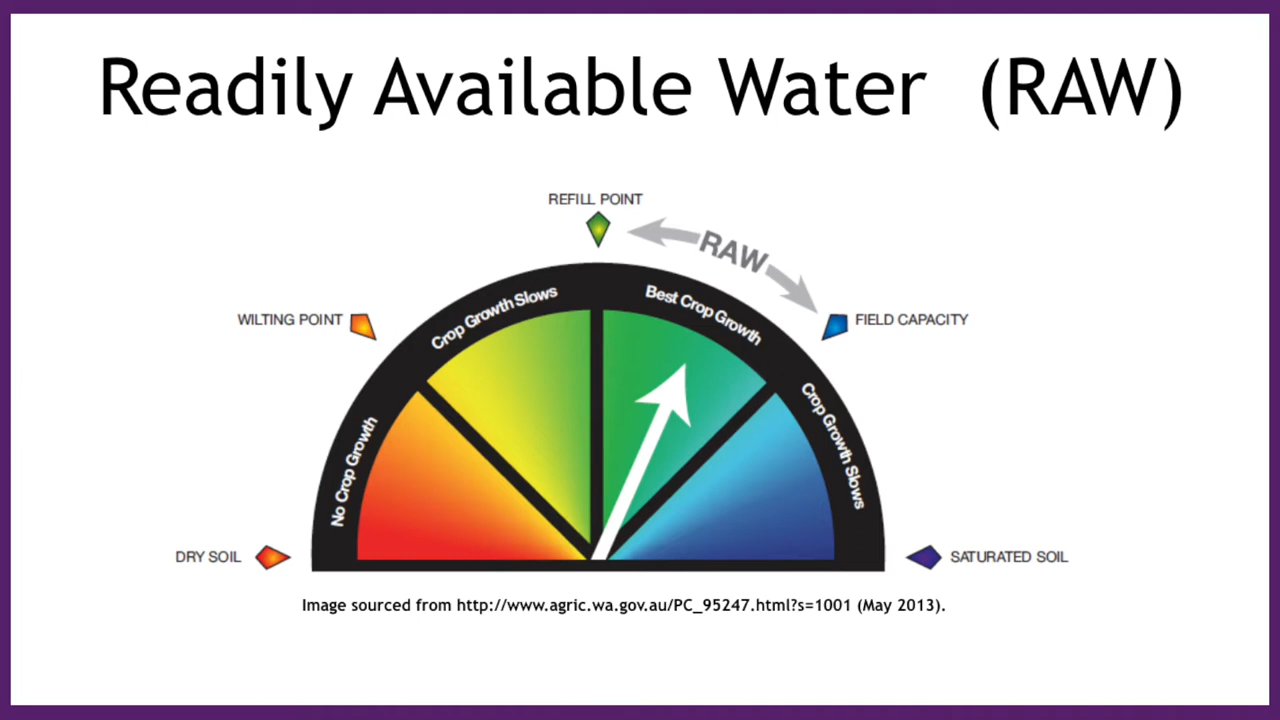 Readily Available Water (RAW)
REFILL POINT
RAW
WILTING POINT
FIELD CAPACITY
Crop Growth Slows
Best Crop Growth
No Crop Growth
Crop Growth Slows
DRY SOIL
SATURATED SOIL
Image sourced from http://www.agric.wa.gov.au/PC_95247.html?s=1001 (May 2013).